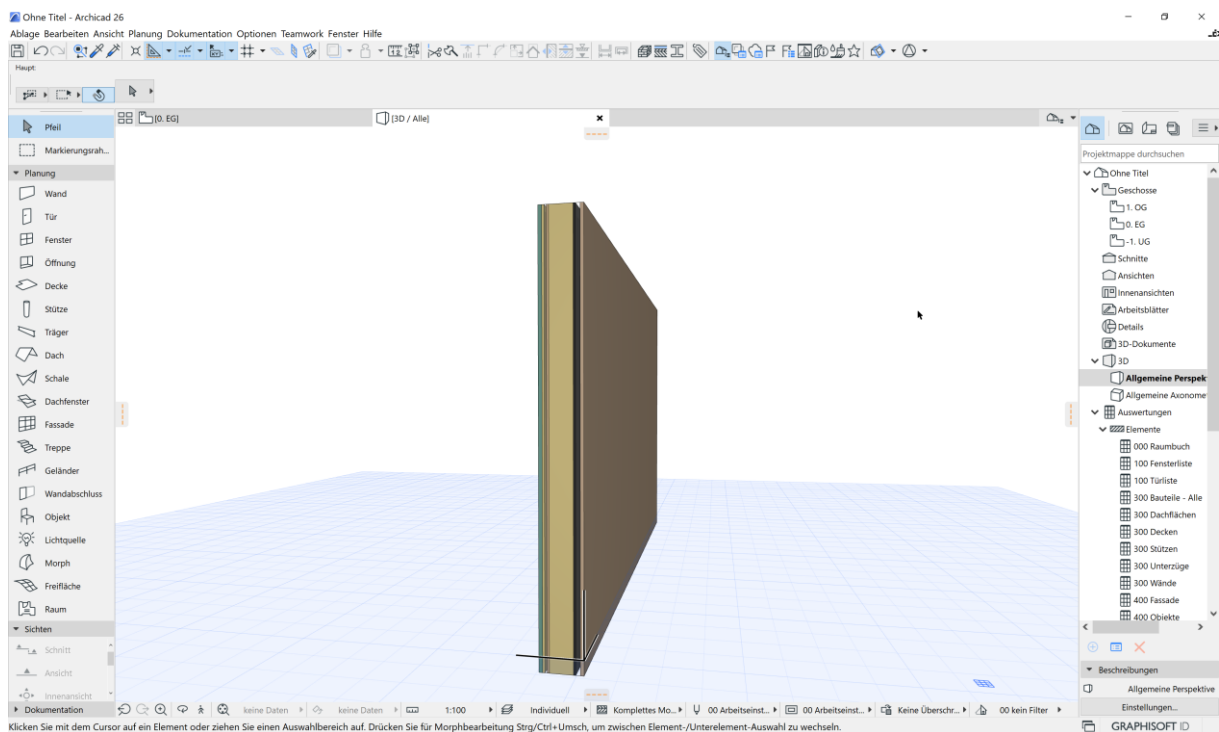 Ohne Titel - Archicad 26
Ablage Bearbeiten Ansicht Planung Dokumentation Optionen Teamwork Fenster Hilfe
Haupt:
[0. EG]
[3D / Alle]
Pfeil
Markierungsrah...
Planung
Wand
Tür
Fenster
Öffnung
Decke
Stütze
Träger
Dach
Schale
Dachfenster
Fassade
Treppe
Geländer
Wandabschluss
Objekt
Lichtquelle
Morph
Freifläche
Raum
Sichten
Schnitt
Ansicht
Innenansicht
Dokumentation
Projektmappe durchsuchen
Ohne Titel
Geschosse
1. OG
0. EG
-1. UG
Schnitte
Ansichten
Innenansichten
Arbeitsblätter
Details
3D-Dokumente
3D
Allgemeine Perspek
Allgemeine Axonome
Auswertungen
Elemente
000 Raumbuch
100 Fensterliste
100 Türliste
300 Bauteile - Alle
300 Dachflächen
300 Decken
300 Stützen
300 Unterzüge
300 Wände
400 Fassade
400 Objekte
Beschreibungen
Allgemeine Perspektive
Einstellungen...
keine Daten
keine Daten
1:100
Individuell
Komplettes Mo...
00 Arbeitseinst...
00 Arbeitseinst...
Keine Überschr...
00 kein Filter
Klicken Sie mit dem Cursor auf ein Element oder ziehen Sie einen Auswahlbereich auf. Drücken Sie für Morphbearbeitung Strg/Ctrl+Umsch, um zwischen Element-/Unterelement-Auswahl zu wechseln.
GRAPHISOFT ID